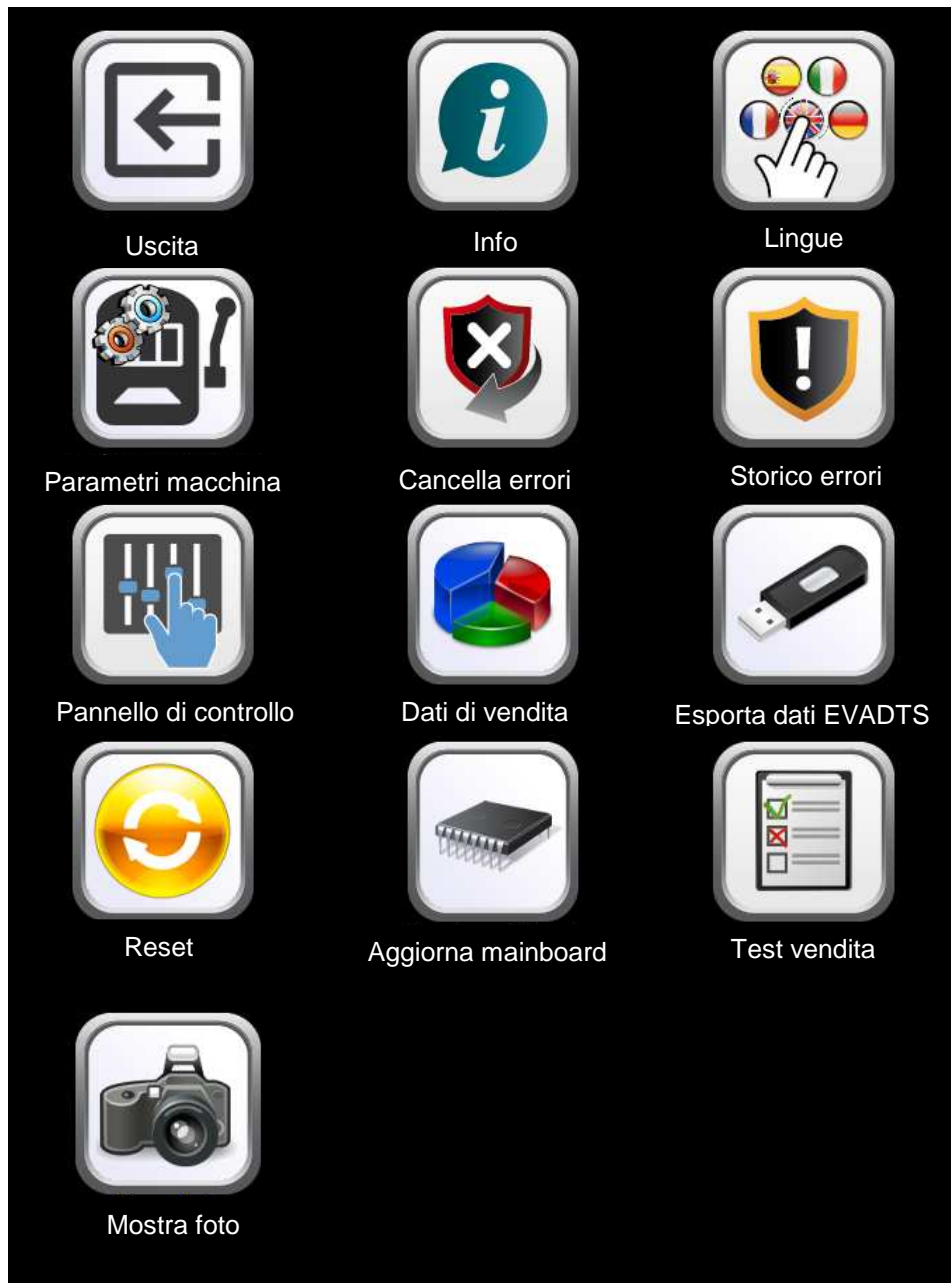 Uscita
Info
Lingue
Parametri macchina
Cancella errori
Storico errori
Pannello di controllo
Dati di vendita
Esporta dati EVADTS
Reset
Aggiorna mainboard
Test vendita
Mostra foto